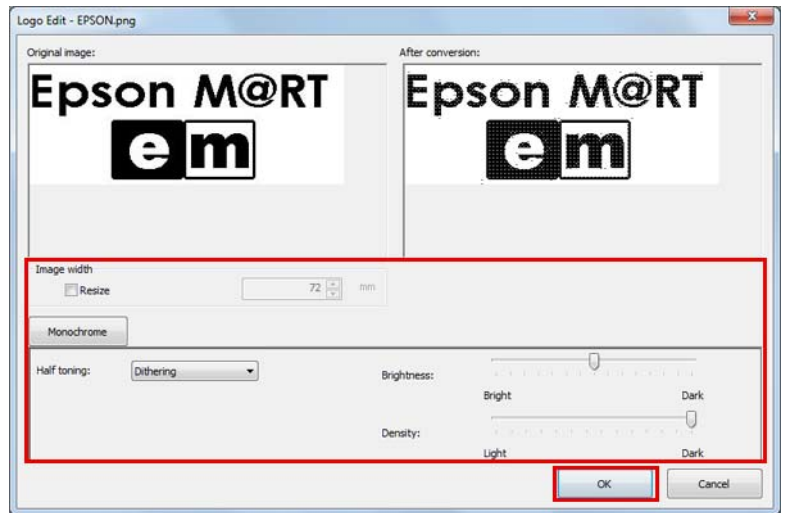 Logo Edit - EPSON.png
Original image:
After conversion:
Epson M@RT
em
Epson M@RT
em
Image width
Resize
72
mm
Monochrome
Half toning:
Dithering
Brightness:
Bright
Dark
Density:
Light
Dark
OK
Cancel